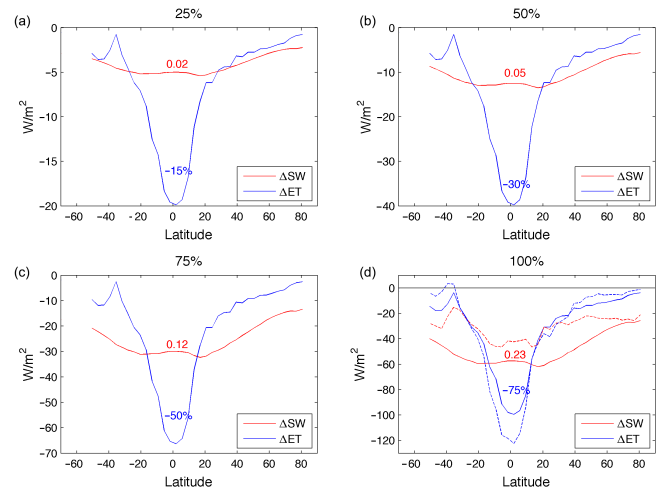 (a)
25%
0
−5
−10
−15
−20
W/m²
0.02
−15%
ΔSW
ΔET
−60 −40 −20 0 20 40 60 80
Latitude
(b)
50%
0
−10
−20
−30
−40
W/m²
0.05
−30%
ΔSW
ΔET
−60 −40 −20 0 20 40 60 80
Latitude
(c)
75%
0
−10
−20
−30
−40
−50
−60
−70
W/m²
0.12
−50%
ΔSW
ΔET
−60 −40 −20 0 20 40 60 80
Latitude
(d)
100%
0
−20
−40
−60
−80
−100
−120
W/m²
0.23
−75%
ΔSW
ΔET
−60 −40 −20 0 20 40 60 80
Latitude